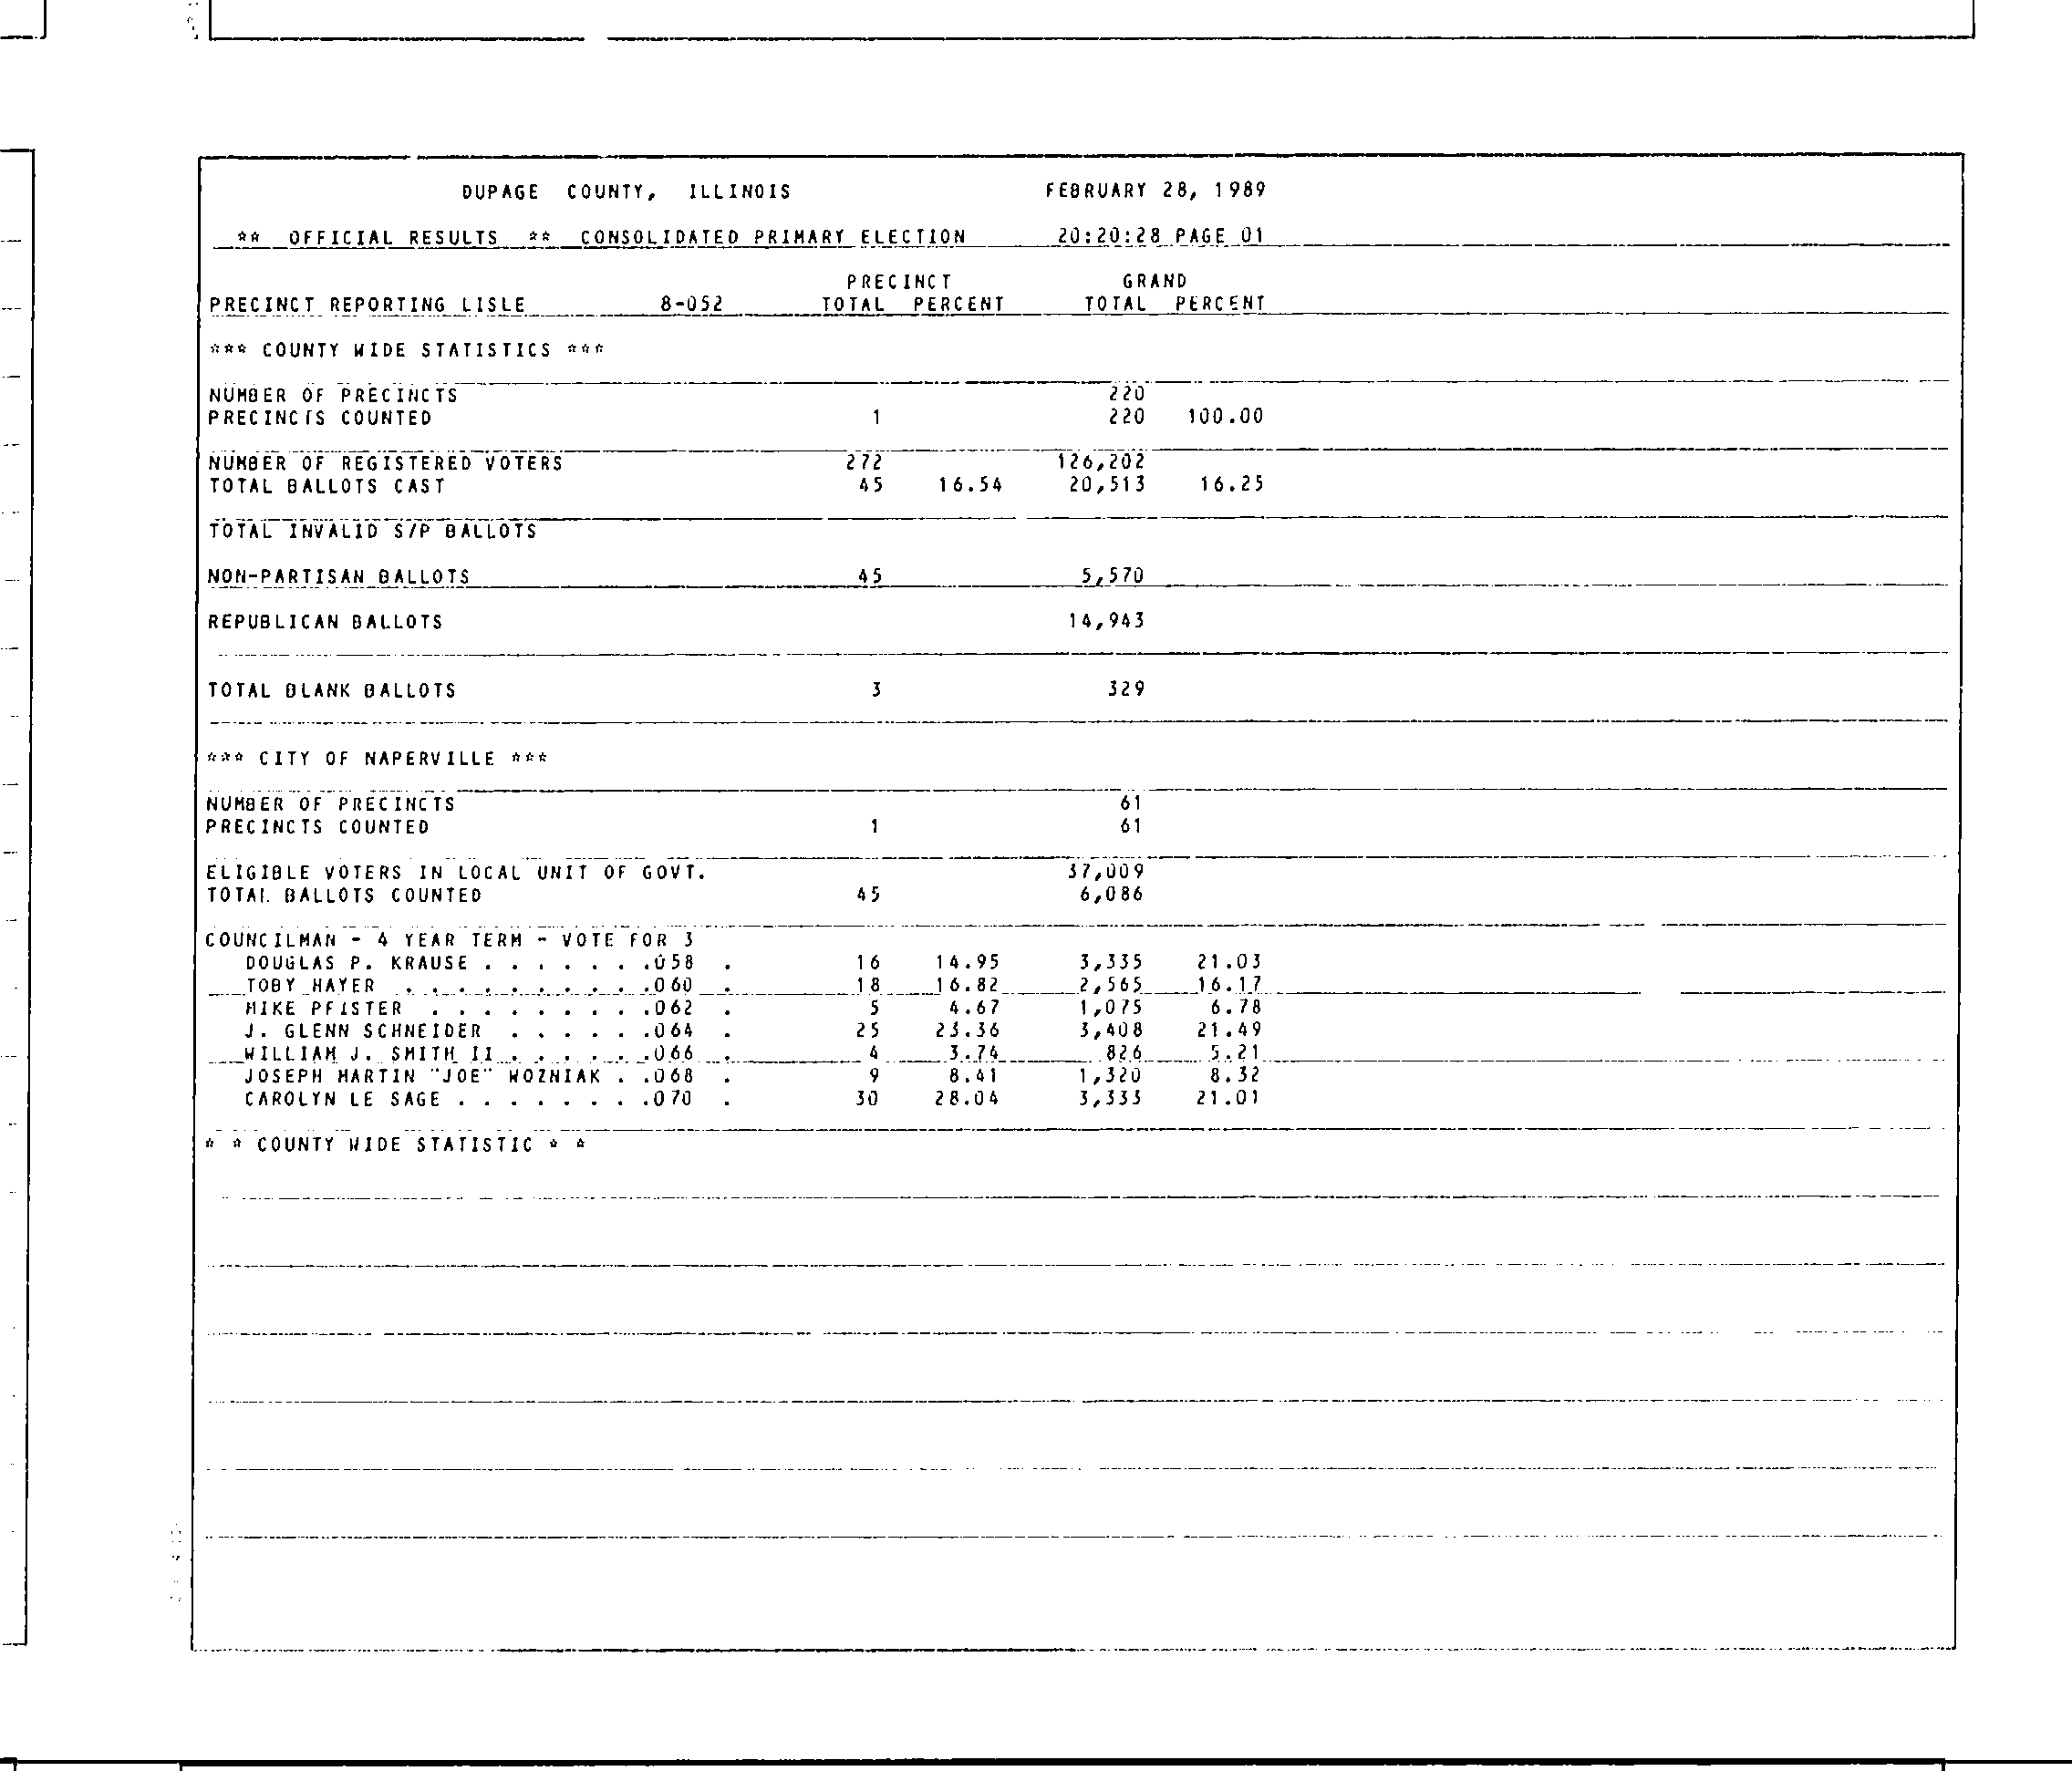 DUPAGE COUNTY, ILLINOIS FEBRUARY 28, 1989
** OFFICIAL RESULTS ** CONSOLIDATED PRIMARY ELECTION 20:20:28 PAGE 01
PRECINCT GRAND
PRECINCT REPORTING LISLE 8-052 TOTAL PERCENT TOTAL PERCENT
*** COUNTY WIDE STATISTICS ***
NUMBER OF PRECINCTS 220
PRECINCTS COUNTED 1 220 100.00
NUMBER OF REGISTERED VOTERS 272 126,202
TOTAL BALLOTS CAST 45 16.54 20,513 16.25
TOTAL INVALID S/P BALLOTS
NON-PARTISAN BALLOTS 45 5,570
REPUBLICAN BALLOTS 14,943
TOTAL BLANK BALLOTS 3 329
*** CITY OF NAPERVILLE ***
NUMBER OF PRECINCTS 61
PRECINCTS COUNTED 1 61
ELIGIBLE VOTERS IN LOCAL UNIT OF GOVT. 37,009
TOTAL BALLOTS COUNTED 45 6,086
COUNCILMAN - 4 YEAR TERM - VOTE FOR 3
DOUGLAS P. KRAUSE . . . . . . .058 . 16 14.95 3,335 21.03
TOBY HAYER . . . . . . . . . .060 . 18 16.82 2,565 16.17
MIKE PFISTER . . . . . . . . .062 . 5 4.67 1,075 6.78
J. GLENN SCHNEIDER . . . . . .064 . 25 23.36 3,408 21.49
WILLIAM J. SMITH II . . . . . .066 . 4 3.74 826 5.21
JOSEPH MARTIN "JOE" WOZNIAK . .068 . 9 8.41 1,320 8.32
CAROLYN LE SAGE . . . . . . . .070 . 30 28.04 3,333 21.01
* * COUNTY WIDE STATISTIC * *